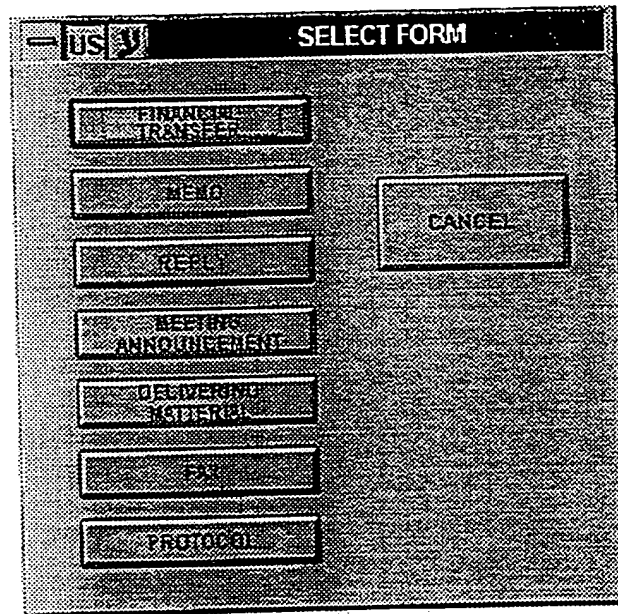 US SELECT FORM
FINANCIAL
TRANSFER
MEMO
REPLY
CANCEL
MEETING
ANNOUNCEMENT
DELIVERING
MATERIAL
FAX
PROTOCOL